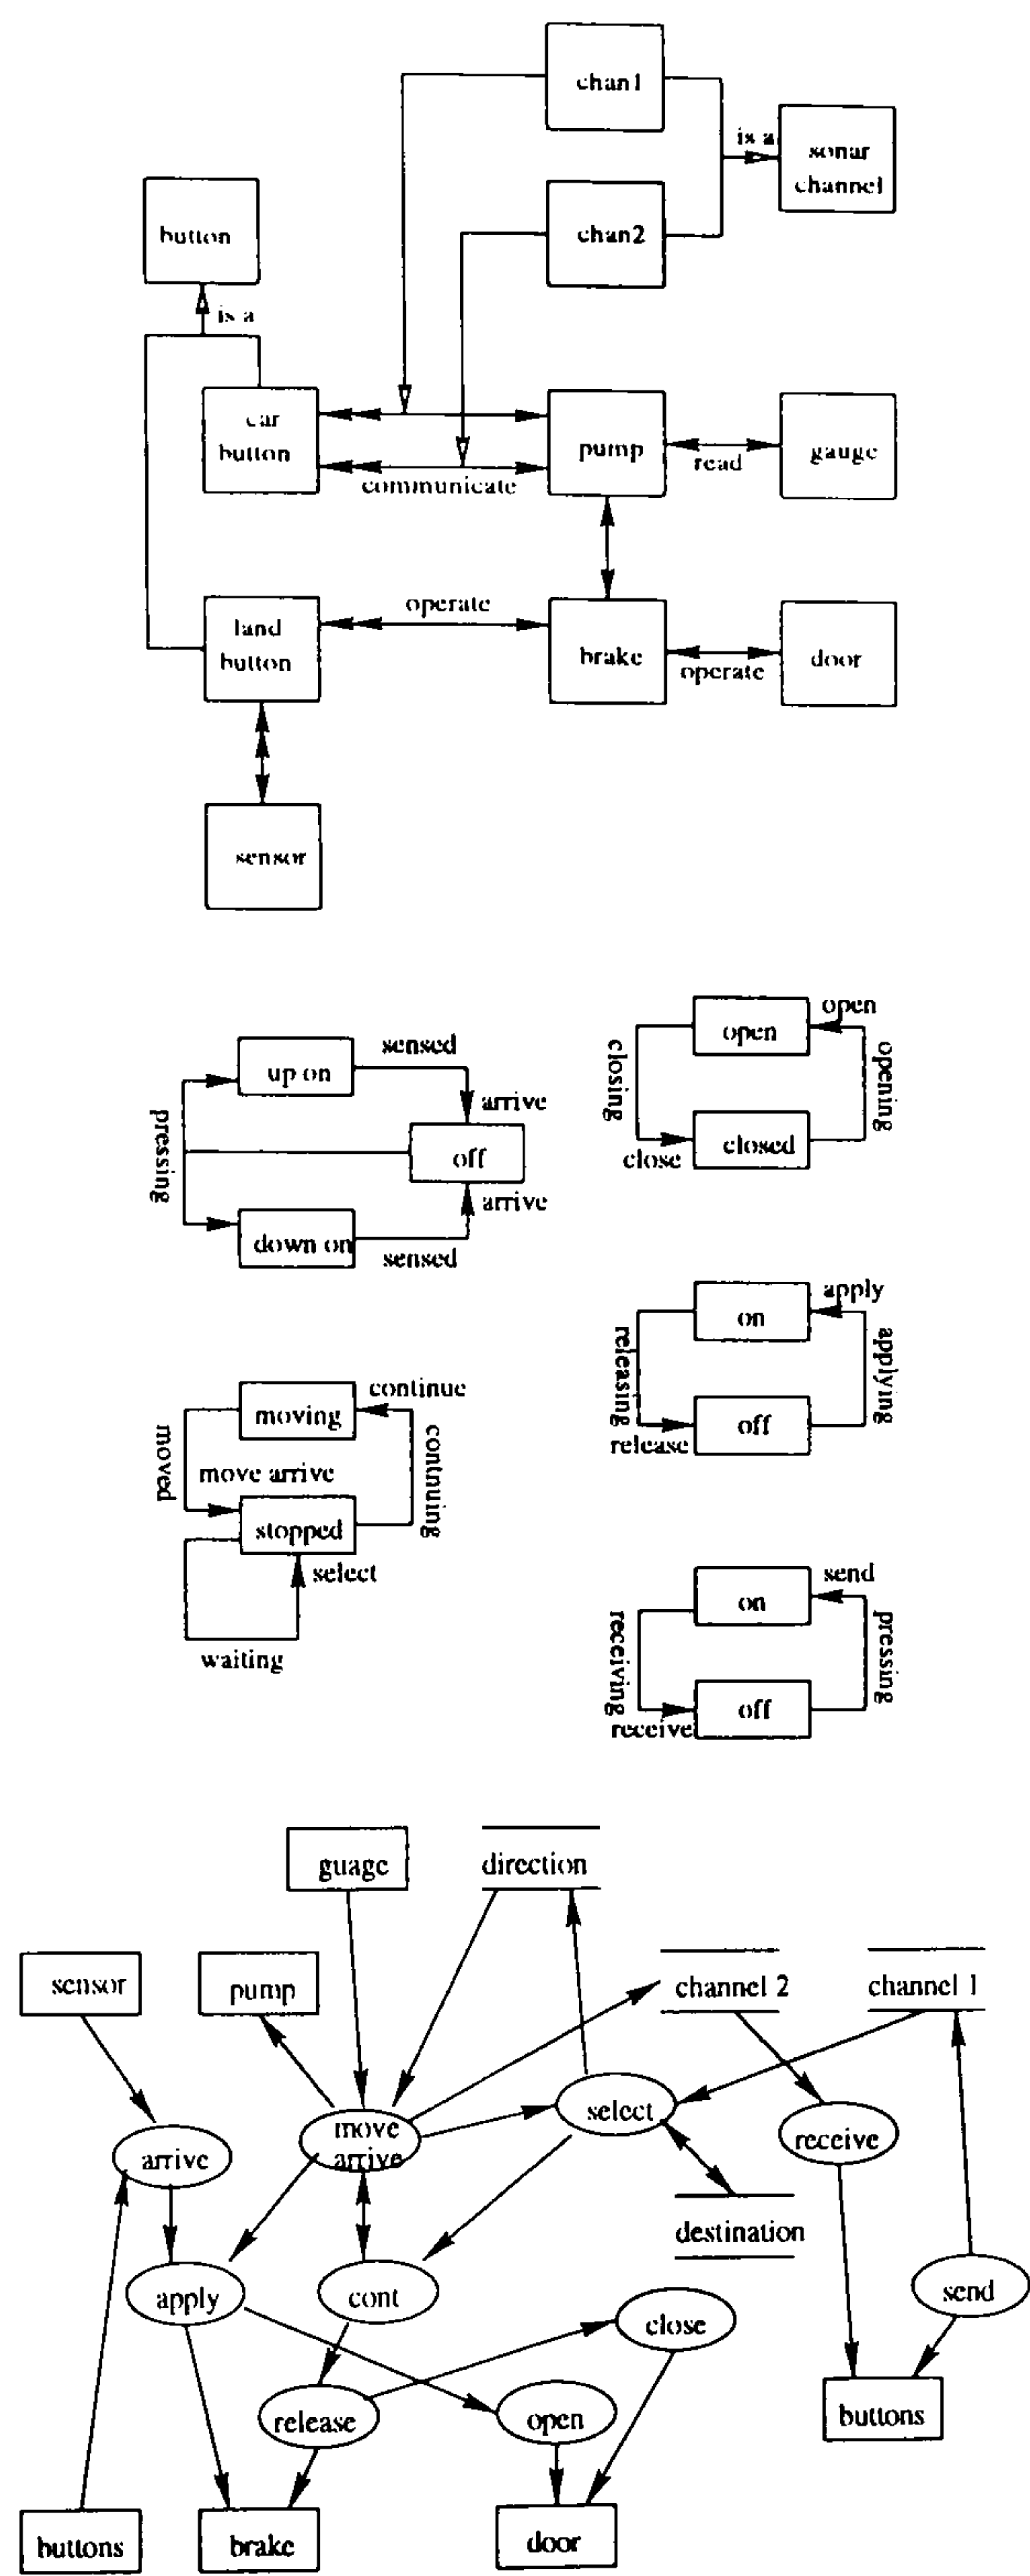 chan1
is a
sonar
channel
button
chan2
is a
car
button
pump
read
gauge
communicate
operate
land
button
brake
operate
door
sensor
open
open
sensed
up on
closing
opening
arrive
pressing
off
closed
close
arrive
down on
sensed
apply
on
releasing
applying
continue
moving
moved
move arrive
continuing
off
release
stopped
select
send
on
waiting
receiving
pressing
off
receive
guage
direction
sensor
pump
channel 2
channel 1
move
arrive
select
receive
arrive
destination
apply
cont
send
close
release
open
buttons
buttons
brake
door